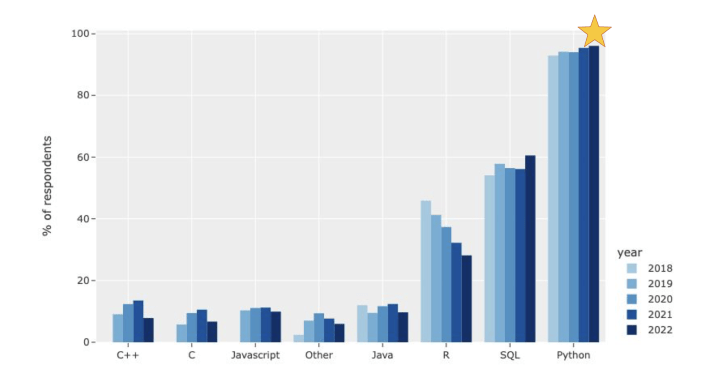 100
80
60
40
20
0
% of respondents
C++
C
Javascript
Other
Java
R
SQL
Python
year
2018
2019
2020
2021
2022